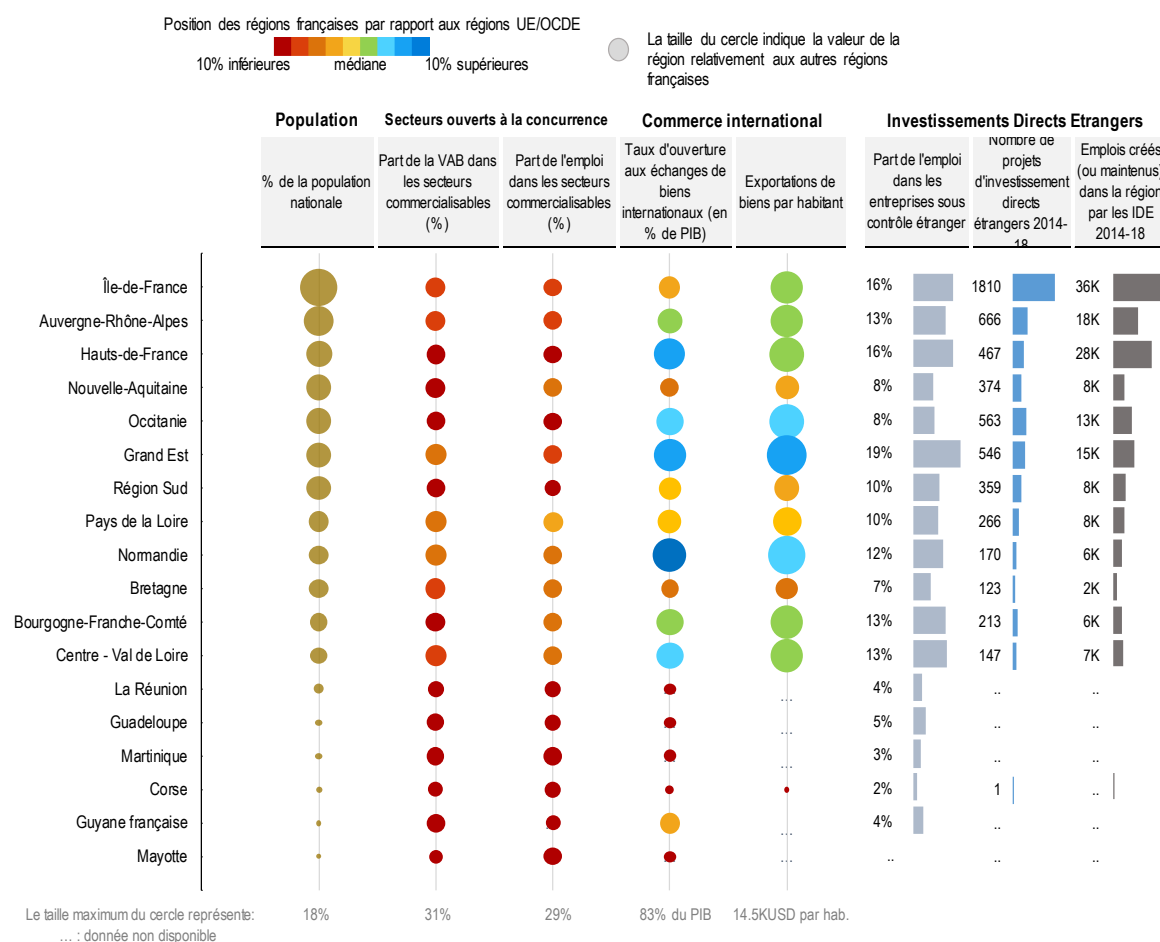 Position des régions françaises par rapport aux régions UE/OCDE
10% inférieures médiane 10% supérieures
La taille du cercle indique la valeur de la
région relativement aux autres régions
françaises
Population
Secteurs ouverts à la concurrence
Commerce international
Investissements Directs Etrangers
% de la population
nationale
Part de la VAB dans
les secteurs
commercialisables
(%)
Part de l'emploi
dans les secteurs
commercialisables
(%)
Taux d'ouverture
aux échanges de
biens
internationaux (en
% de PIB)
Exportations de
biens par habitant
Part de l'emploi
dans les
entreprises sous
contrôle étranger
Nombre de
projets
d'investissement
directs
étrangers 2014-
18
Emplois créés
(ou maintenus)
dans la région
par les IDE
2014-18
Île-de-France 16% 1810 36K
Auvergne-Rhône-Alpes 13% 666 18K
Hauts-de-France 16% 467 28K
Nouvelle-Aquitaine 8% 374 8K
Occitanie 8% 563 13K
Grand Est 19% 546 15K
Région Sud 10% 359 8K
Pays de la Loire 10% 266 8K
Normandie 12% 170 6K
Bretagne 7% 123 2K
Bourgogne-Franche-Comté 13% 213 6K
Centre - Val de Loire 13% 147 7K
La Réunion ... 4% .. ..
Guadeloupe ... 5% .. ..
Martinique ... 3% .. ..
Corse 2% 1 ..
Guyane française ... 4% .. ..
Mayotte ... .. .. ..
Le taille maximum du cercle représente: 18% 31% 29% 83% du PIB 14.5KUSD par hab.
... : donnée non disponible